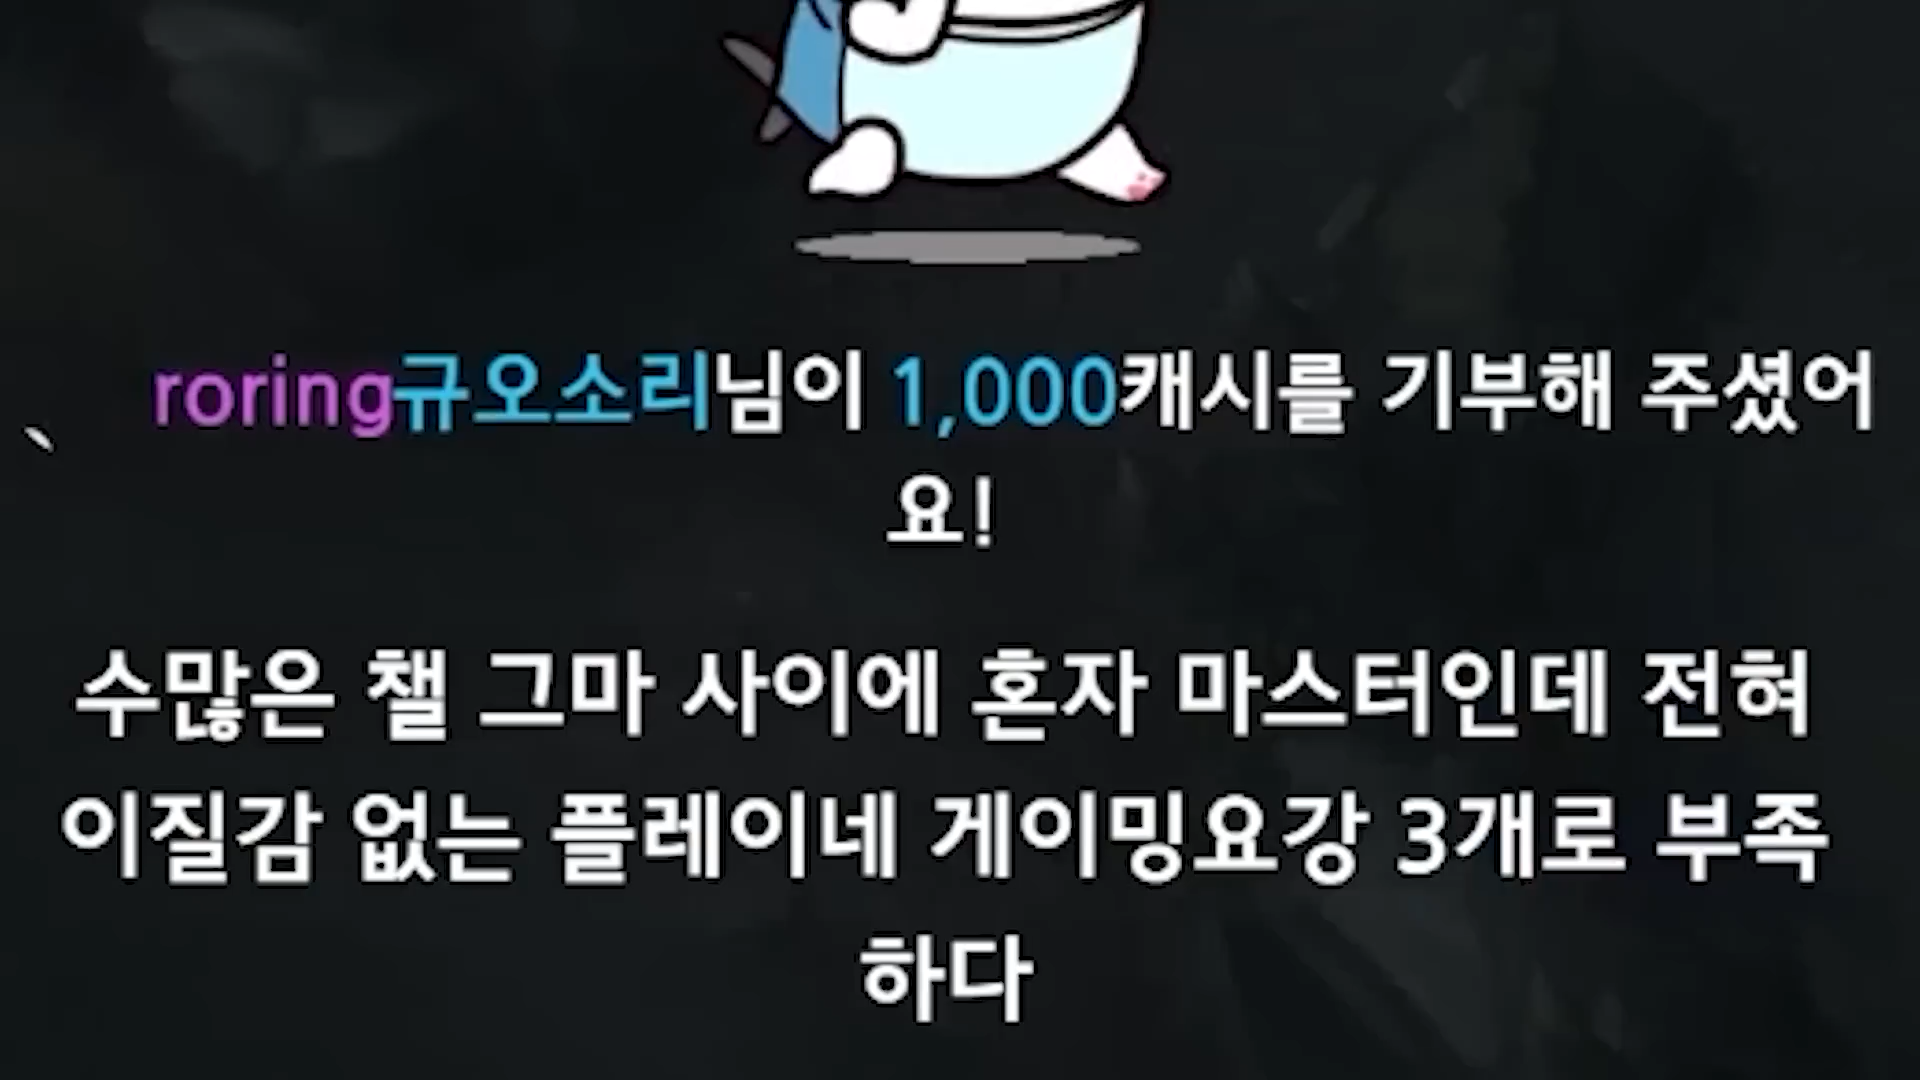 roring규오소리님이 1,000캐시를 기부해 주셨어
요!
수많은 챌 그마 사이에 혼자 마스터인데 전혀
이질감 없는 플레이네 게이밍요강 3개로 부족
하다